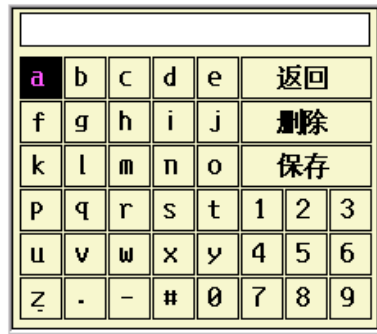 a b c d e 返回
f g h i j 删除
k l m n o 保存
p q r s t 1 2 3
u v w x y 4 5 6
z . - # 0 7 8 9